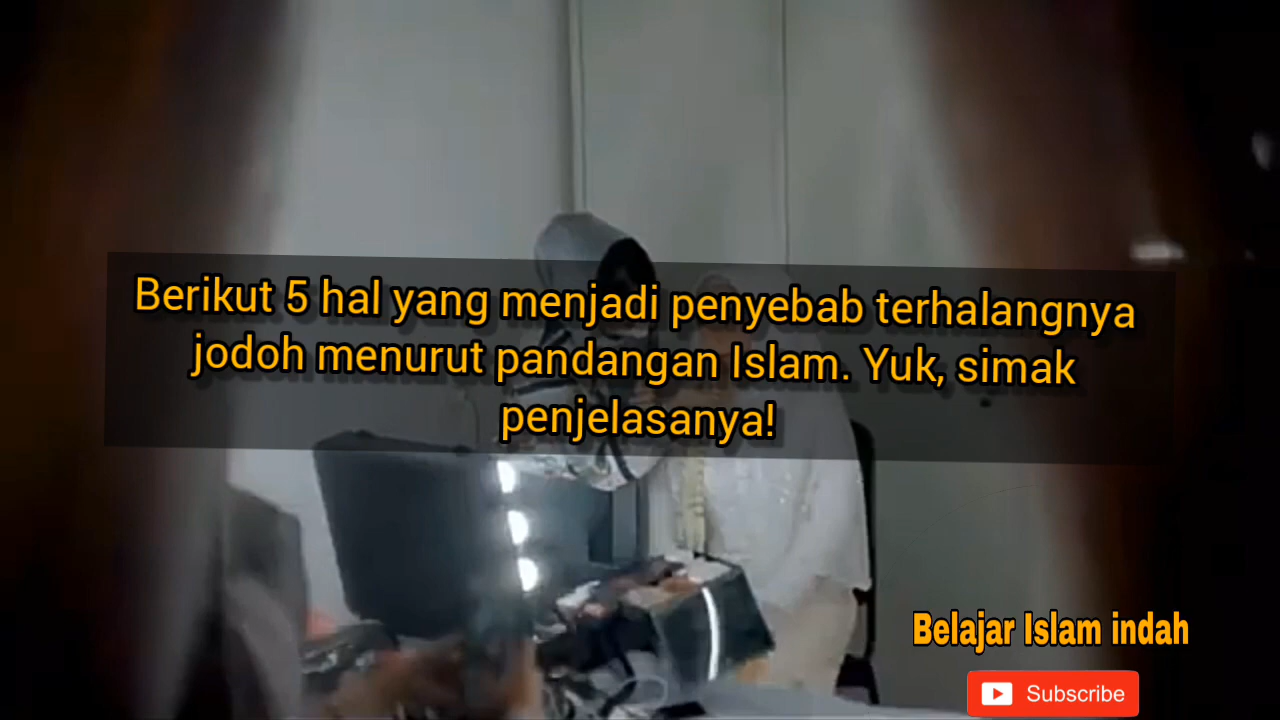 Berikut 5 hal yang menjadi penyebab terhalangnya
jodoh menurut pandangan Islam. Yuk, simak
penjelasanya!
Belajar Islam indah
Subscribe